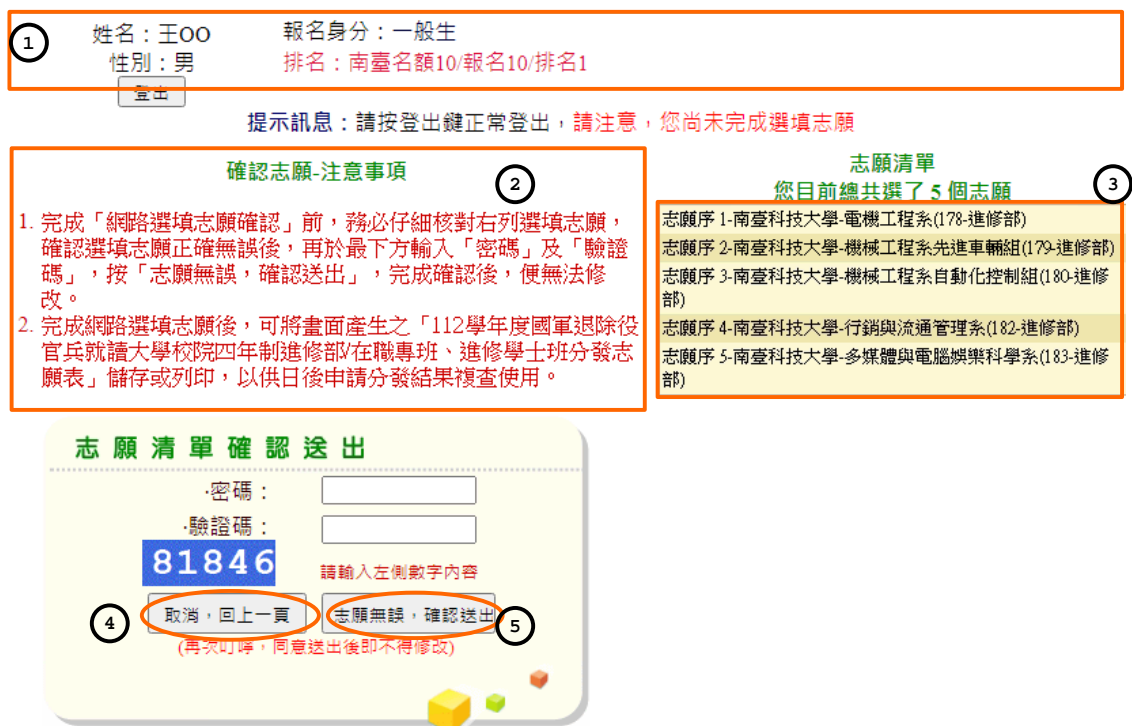 1
姓名：王OO
報名身分：一般生
性別：男
排名：南臺名額10/報名10/排名1
登出
提示訊息：請按登出鍵正常登出，請注意，您尚未完成選填志願
確認志願-注意事項
2
1. 完成「網路選填志願確認」前，務必仔細核對右列選填志願，
確認選填志願正確無誤後，再於最下方輸入「密碼」及「驗證
碼」，按「志願無誤，確認送出」，完成確認後，便無法修
改。
2. 完成網路選填志願後，可將畫面產生之「112學年度國軍退除役
官兵就讀大學校院四年制進修部/在職專班、進修學士班分發志
願表」儲存或列印，以供日後申請分發結果複查使用。
志願清單
您目前總共選了 5 個志願
3
志願序 1-南臺科技大學-電機工程系(178-進修部)
志願序 2-南臺科技大學-機械工程系先進車輛組(179-進修部)
志願序 3-南臺科技大學-機械工程系自動化控制組(180-進修
部)
志願序 4-南臺科技大學-行銷與流通管理系(182-進修部)
志願序 5-南臺科技大學-多媒體與電腦娛樂科學系(183-進修
部)
志願清單確認送出
·密碼：
·驗證碼：
81846
請輸入左側數字內容
4
取消，回上一頁
志願無誤，確認送出
5
(再次叮嚀，同意送出後即不得修改)